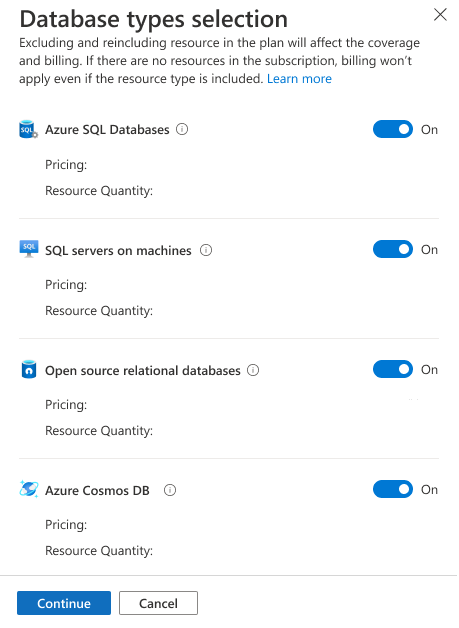 Database types selection
Excluding and reincluding resource in the plan will affect the coverage
and billing. If there are no resources in the subscription, billing won't
apply even if the resource type is included. Learn more
SQL
Azure SQL Databases
On
Pricing:
Resource Quantity:
SQL
SQL servers on machines
On
Pricing:
Resource Quantity:
Open source relational databases
On
Pricing:
Resource Quantity:
Azure Cosmos DB
On
Pricing:
Resource Quantity:
Continue
Cancel